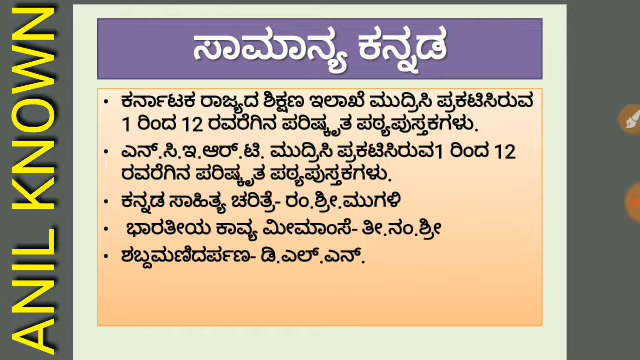 ANIL KNOWN
ಸಾಮಾನ್ಯ ಕನ್ನಡ
• ಕರ್ನಾಟಕ ರಾಜ್ಯದ ಶಿಕ್ಷಣ ಇಲಾಖೆ ಮುದ್ರಿಸಿ ಪ್ರಕಟಿಸಿರುವ
1 ರಿಂದ 12 ರವರೆಗಿನ ಪರಿಷ್ಕೃತ ಪಠ್ಯಪುಸ್ತಕಗಳು.
• ಎನ್.ಸಿ.ಇ.ಆರ್.ಟಿ. ಮುದ್ರಿಸಿ ಪ್ರಕಟಿಸಿರುವ1 ರಿಂದ 12
ರವರೆಗಿನ ಪರಿಷ್ಕೃತ ಪಠ್ಯಪುಸ್ತಕಗಳು.
• ಕನ್ನಡ ಸಾಹಿತ್ಯ ಚರಿತ್ರೆ- ರಂ.ಶ್ರೀ.ಮುಗಳಿ
• ಭಾರತೀಯ ಕಾವ್ಯ ಮೀಮಾಂಸೆ- ತೀ.ನಂ.ಶ್ರೀ
• ಶಬ್ದಮಣಿದರ್ಪಣ- ಡಿ.ಎಲ್.ಎನ್.